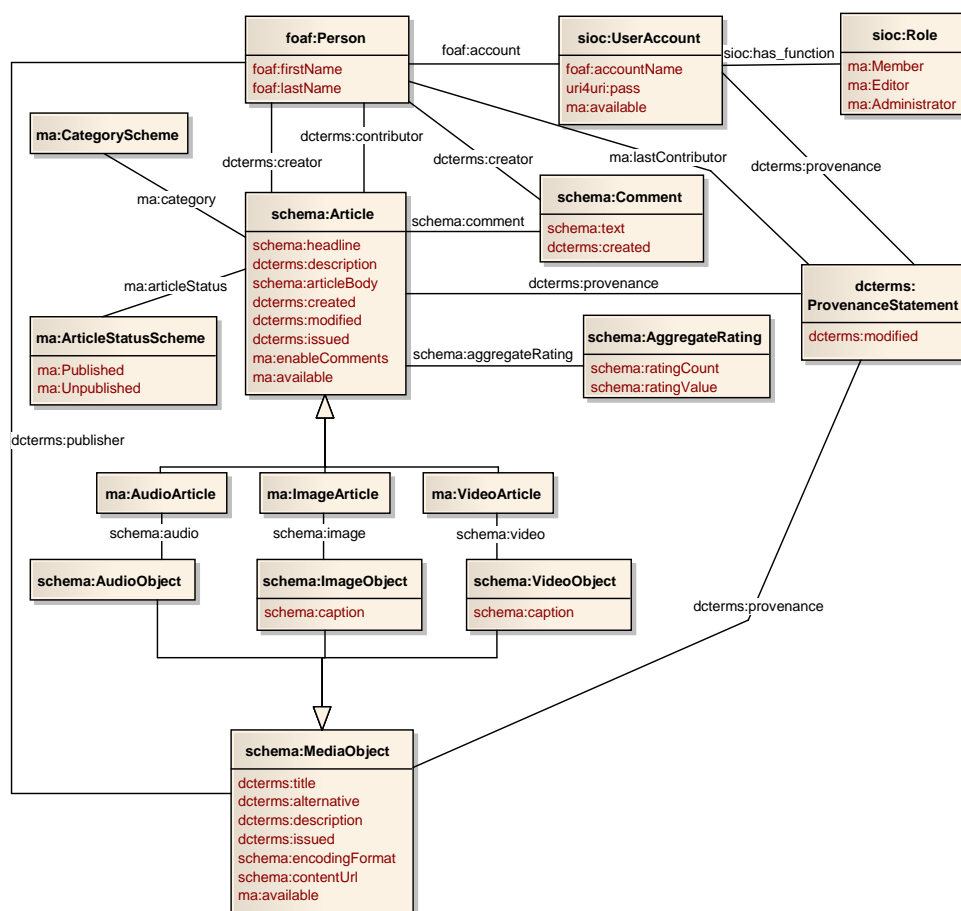 foaf:Person
foaf:firstName
foaf:lastName
foaf:account
sioc:UserAccount
foaf:accountName
uri4uri:pass
ma:available
sioc:has_function
sioc:Role
ma:Member
ma:Editor
ma:Administrator
ma:CategoryScheme
dcterms:contributor
dcterms:creator
dcterms:creator
ma:lastContributor
dcterms:provenance
ma:category
schema:Article
schema:headline
dcterms:description
schema:articleBody
dcterms:created
dcterms:modified
dcterms:issued
ma:enableComments
ma:available
schema:comment
schema:Comment
schema:text
dcterms:created
ma:articleStatus
dcterms:provenance
dcterms:
ProvenanceStatement
dcterms:modified
ma:ArticleStatusScheme
ma:Published
ma:Unpublished
schema:aggregateRating
schema:AggregateRating
schema:ratingCount
schema:ratingValue
dcterms:publisher
ma:AudioArticle
ma:ImageArticle
ma:VideoArticle
schema:audio
schema:image
schema:video
schema:AudioObject
schema:ImageObject
schema:caption
schema:VideoObject
schema:caption
dcterms:provenance
schema:MediaObject
dcterms:title
dcterms:alternative
dcterms:description
dcterms:issued
schema:encodingFormat
schema:contentUrl
ma:available